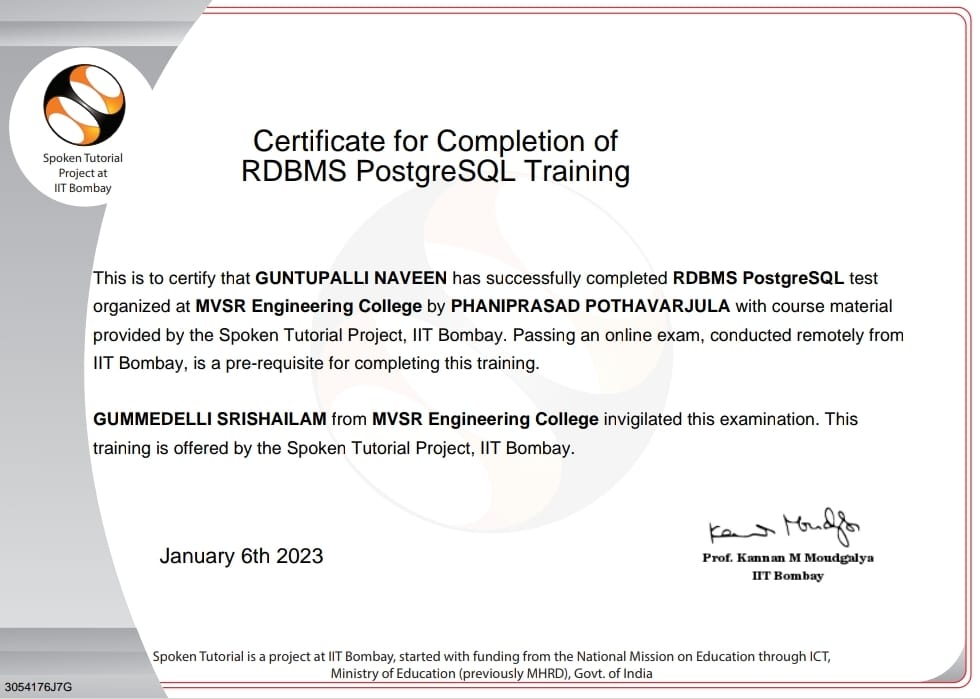 Spoken Tutorial
Project at
IIT Bombay
Certificate for Completion of
RDBMS PostgreSQL Training
This is to certify that GUNTUPALLI NAVEEN has successfully completed RDBMS PostgreSQL test
organized at MVSR Engineering College by PHANIPRASAD POTHAVARJULA with course material
provided by the Spoken Tutorial Project, IIT Bombay. Passing an online exam, conducted remotely from
IIT Bombay, is a pre-requisite for completing this training.
GUMMEDELLI SRISHAILAM from MVSR Engineering College invigilated this examination. This
training is offered by the Spoken Tutorial Project, IIT Bombay.
January 6th 2023
Prof. Kannan M Moudgalya
IIT Bombay
Spoken Tutorial is a project at IIT Bombay, started with funding from the National Mission on Education through ICT,
Ministry of Education (previously MHRD), Govt. of India
3054176J7G